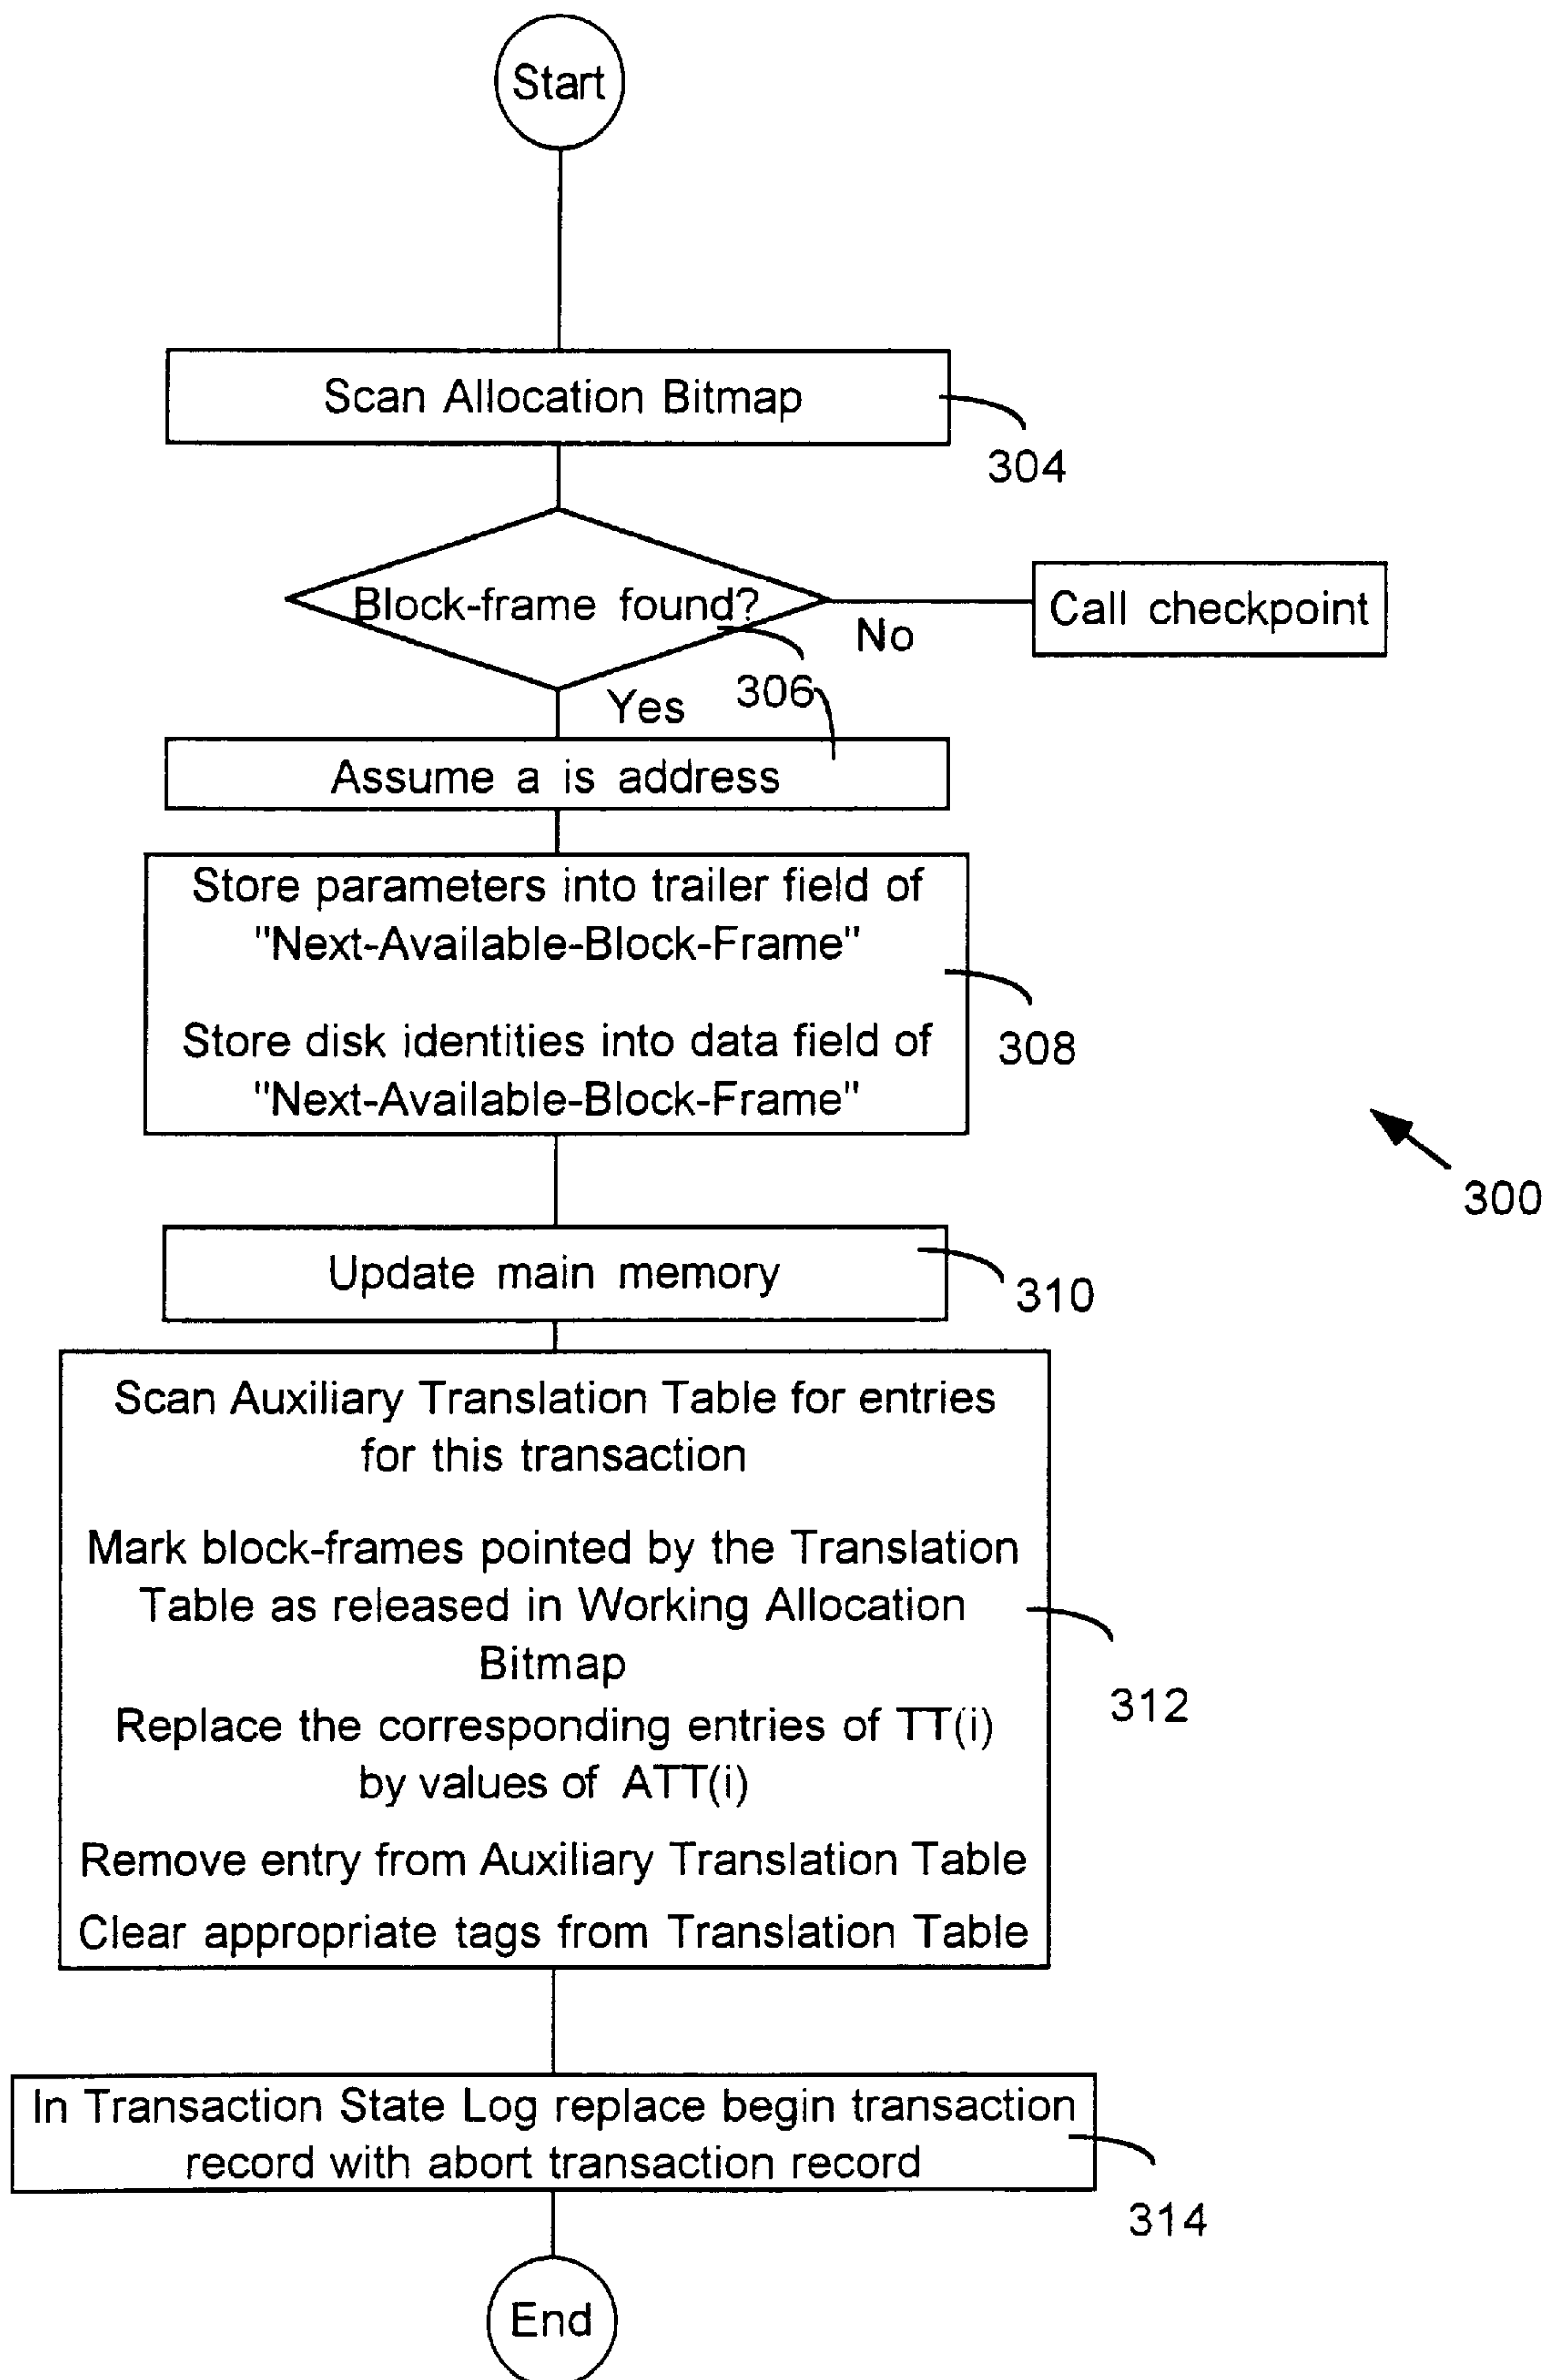 Start
Scan Allocation Bitmap
304
Block-frame found?
No
Call checkpoint
306
Yes
Assume a is address
Store parameters into trailer field of
"Next-Available-Block-Frame"
Store disk identities into data field of
"Next-Available-Block-Frame"
308
300
Update main memory
310
Scan Auxiliary Translation Table for entries
for this transaction
Mark block-frames pointed by the Translation
Table as released in Working Allocation
Bitmap
312
Replace the corresponding entries of TT(i)
by values of ATT(i)
Remove entry from Auxiliary Translation Table
Clear appropriate tags from Translation Table
In Transaction State Log replace begin transaction
record with abort transaction record
314
End